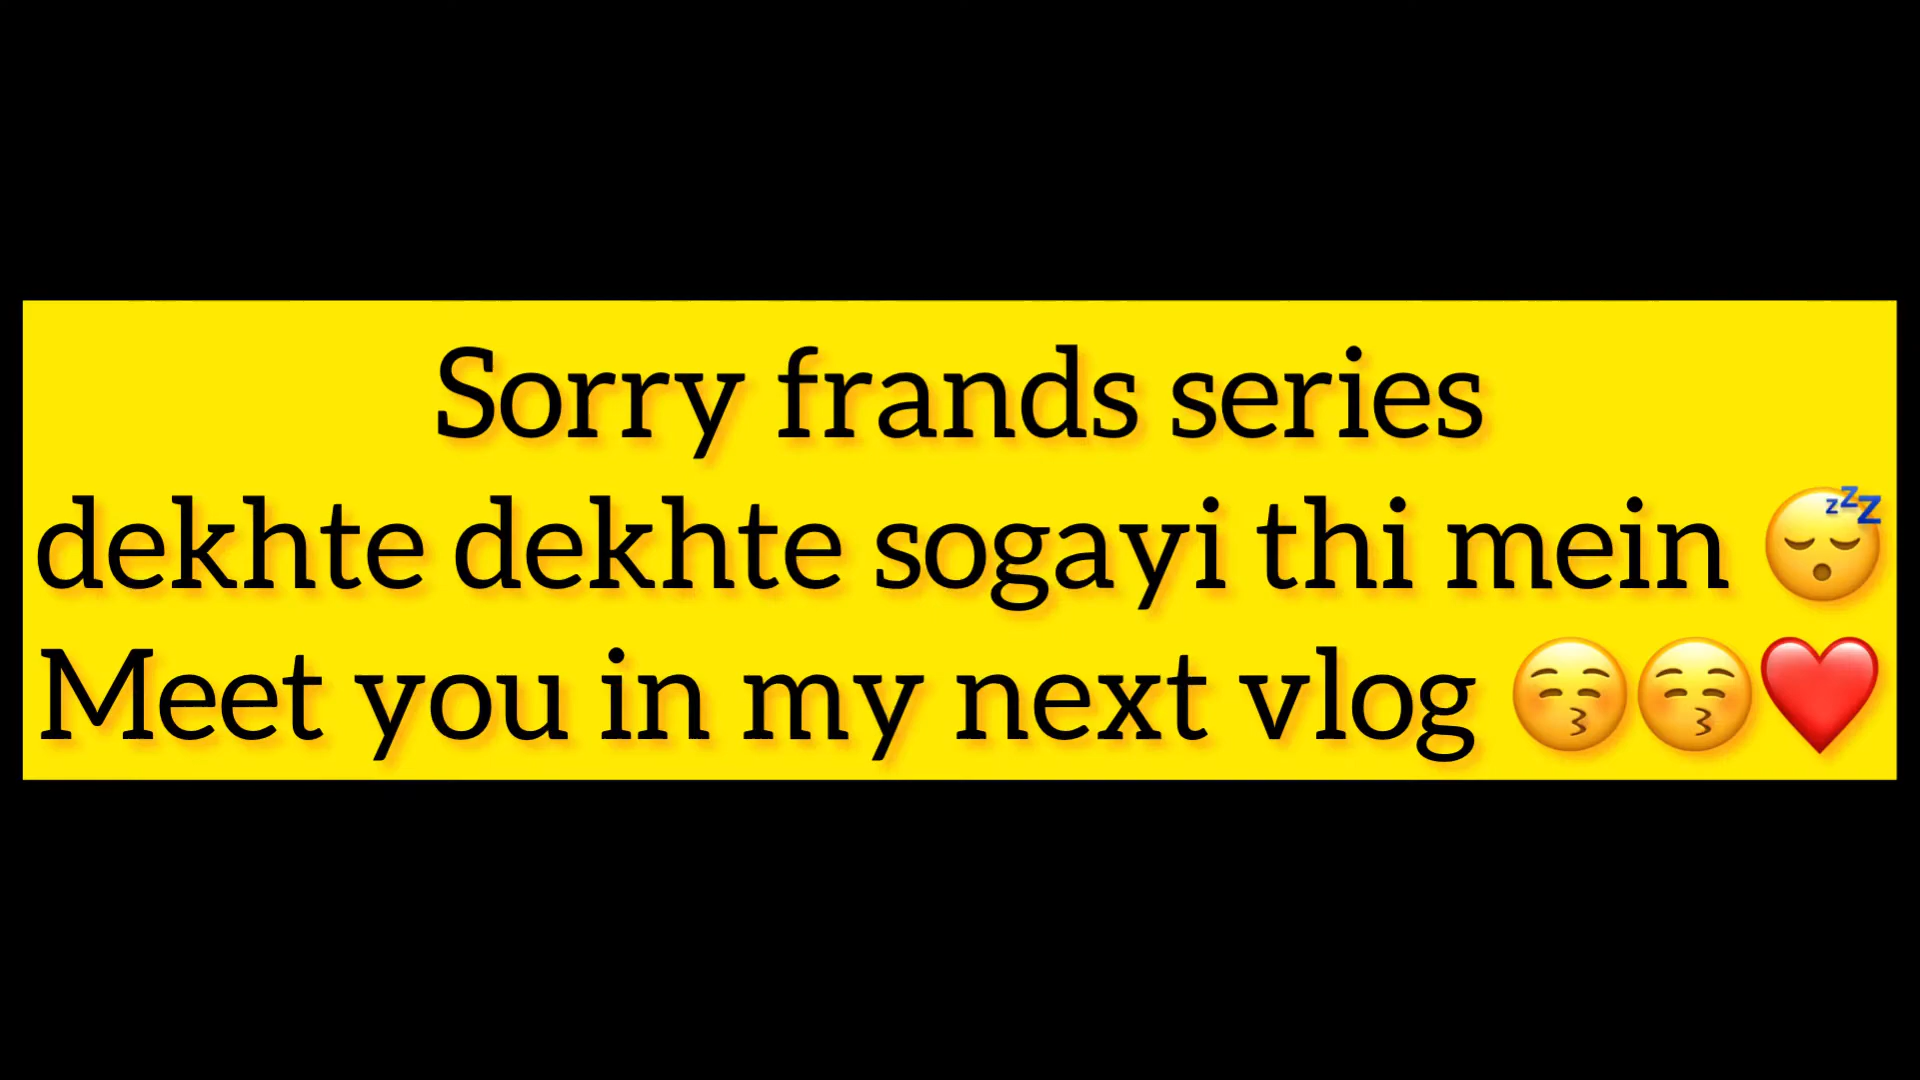 Sorry frands series
dekhte dekhte sogayi thi mein 😴
Meet you in my next vlog 😚😚❤️